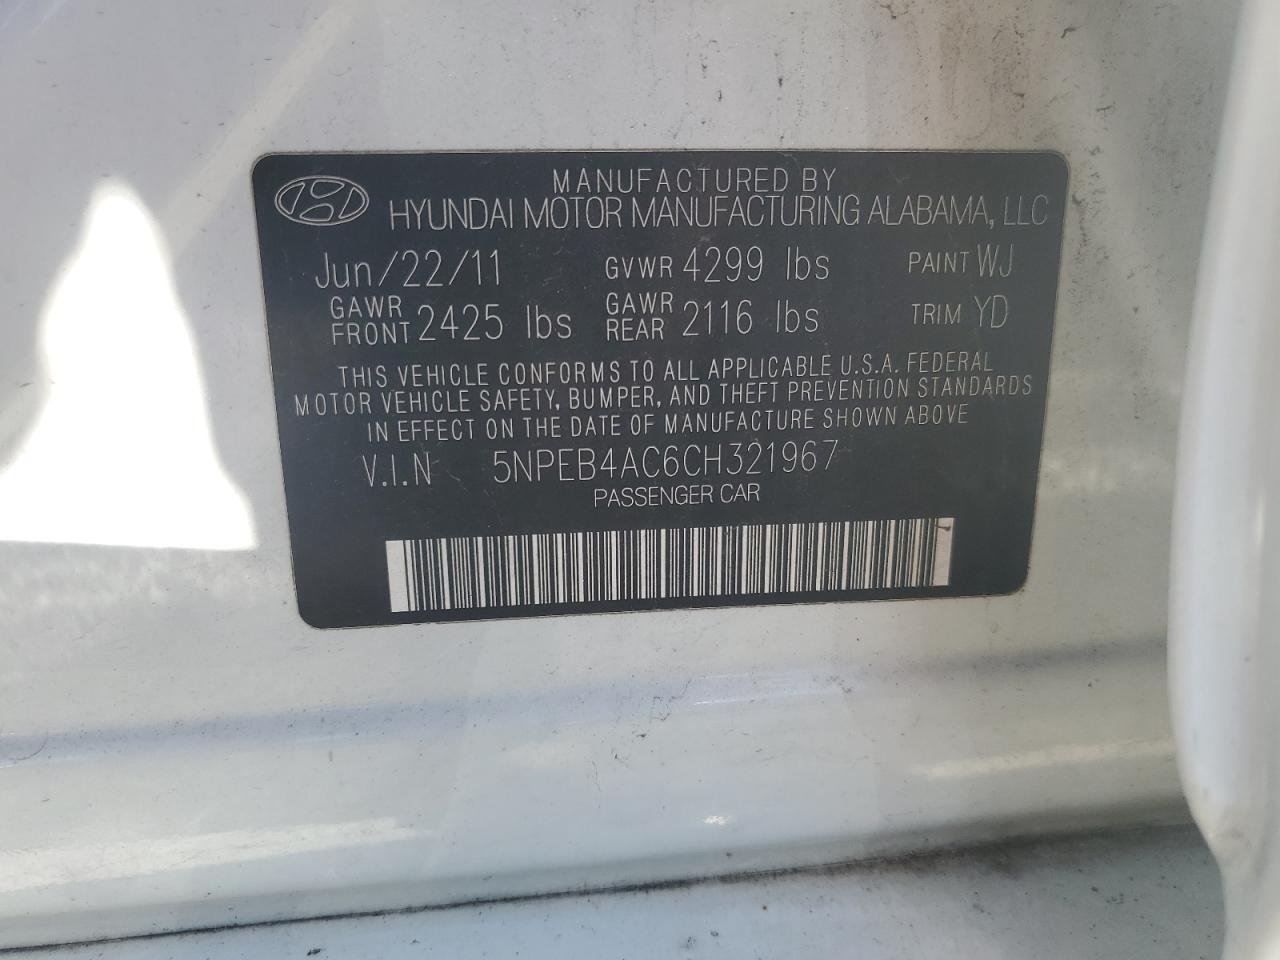 MANUFACTURED BY
HYUNDAI MOTOR MANUFACTURING ALABAMA, LLC
Jun/22/11 GVWR 4299 lbs PAINT WJ
GAWR FRONT 2425 lbs GAWR REAR 2116 lbs TRIM YD
THIS VEHICLE CONFORMS TO ALL APPLICABLE U.S.A. FEDERAL
MOTOR VEHICLE SAFETY, BUMPER, AND THEFT PREVENTION STANDARDS
IN EFFECT ON THE DATE OF MANUFACTURE SHOWN ABOVE
V.I.N 5NPEB4AC6CH321967
PASSENGER CAR